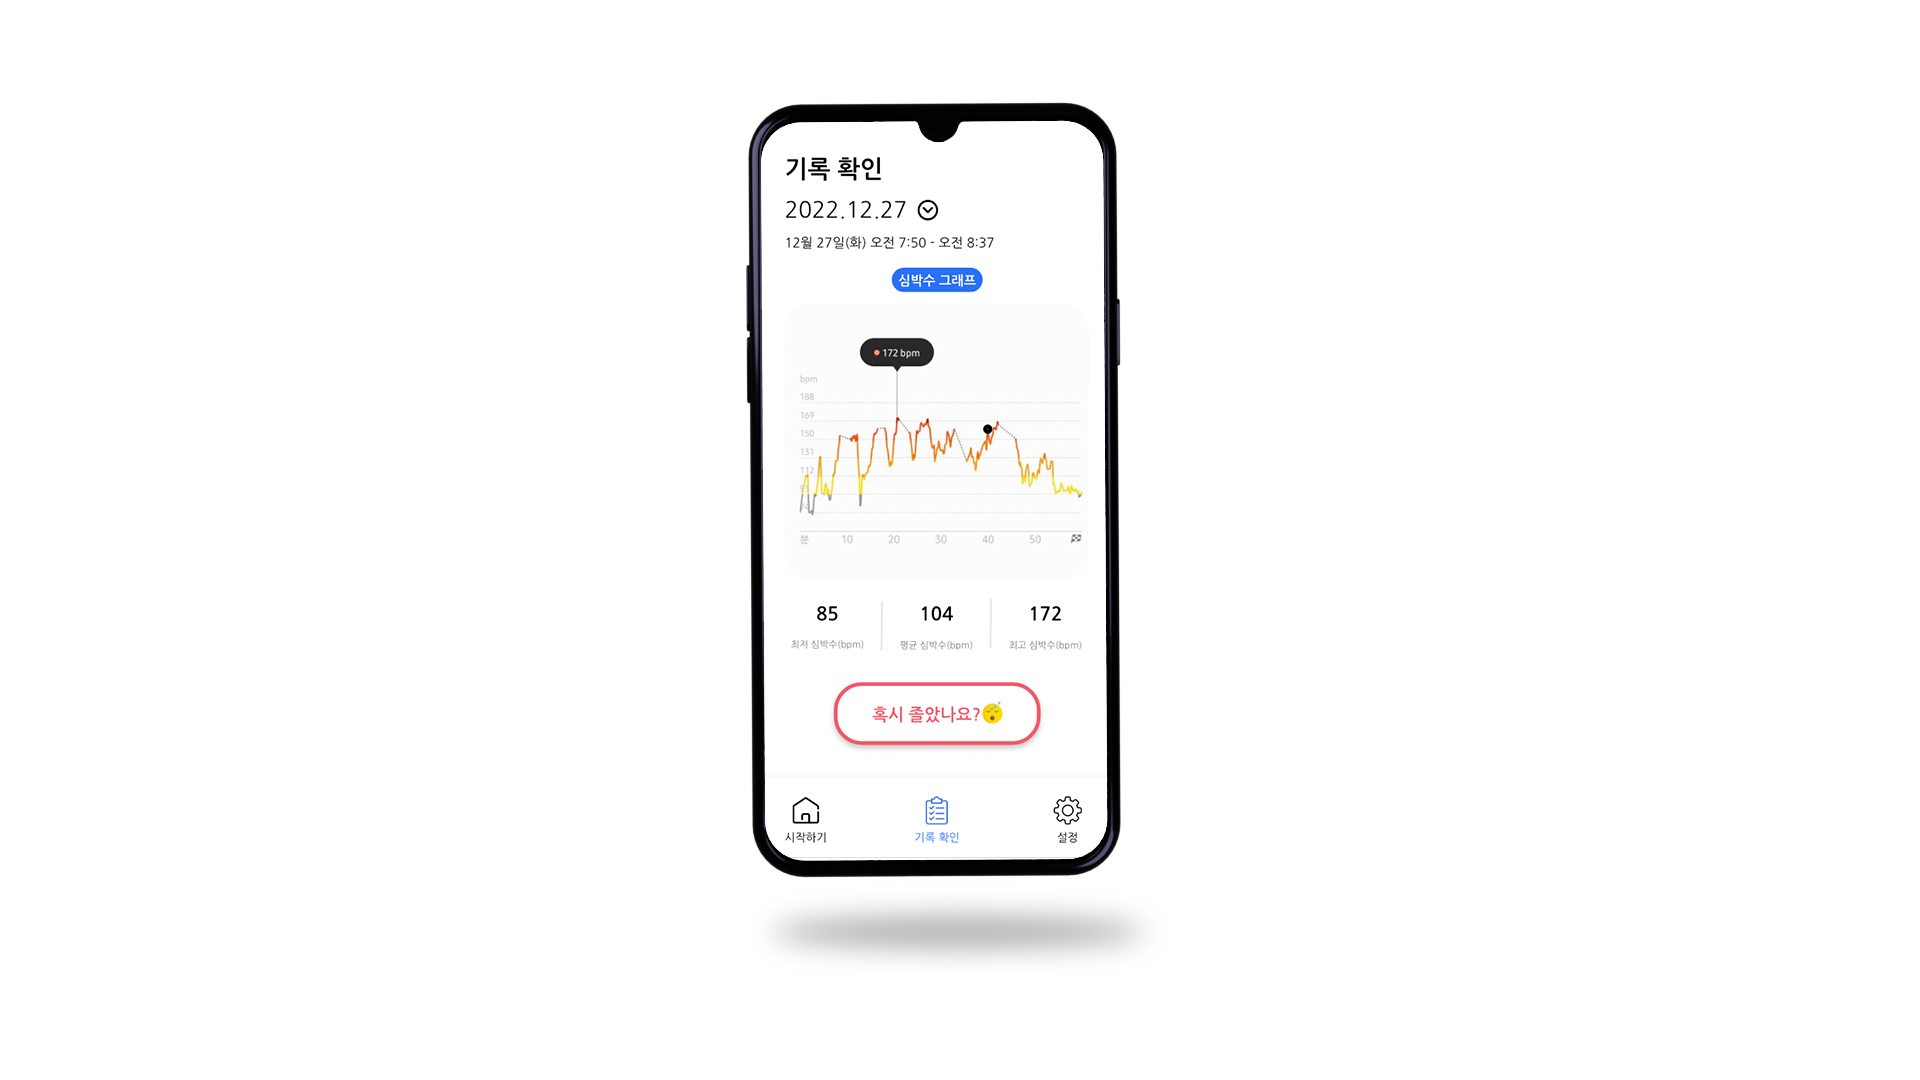 기록 확인
2022.12.27
12월 27일(화) 오전 7:50 - 오전 8:37
심박수 그래프
172 bpm
bpm
188
169
150
131
112
93
분 10 20 30 40 50
85 104 172
최저 심박수(bpm) 평균 심박수(bpm) 최고 심박수(bpm)
혹시 졸았나요?
시작하기 기록 확인 설정